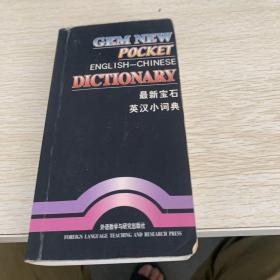 GEM NEW
POCKET
ENGLISH—CHINESE
DICTIONARY
最新宝石
英汉小词典
外语教学与研究出版社
FOREIGN LANGUAGE TEACHING AND RESEARCH PRESS